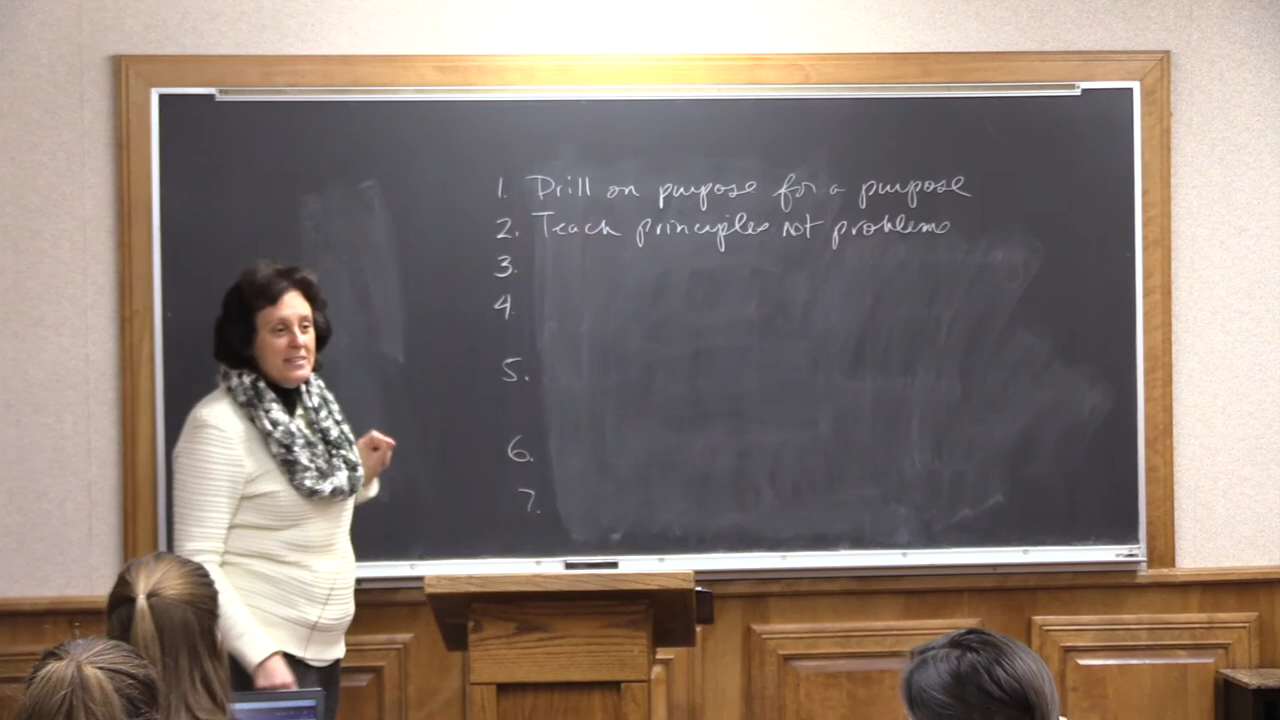 1. Drill on purpose for a purpose
2. Teach principles not problems
3.
4.
5.
6.
7.